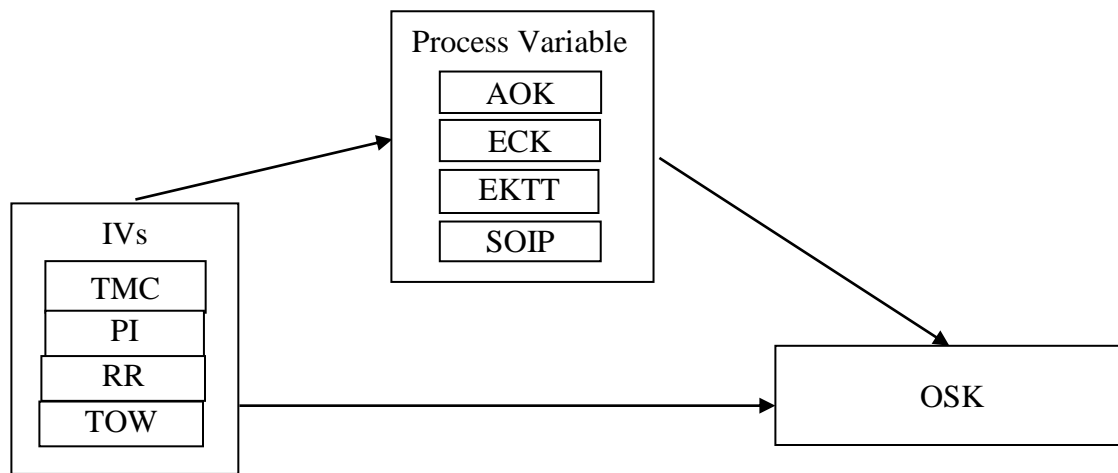 Process Variable
AOK
ECK
EKTT
SOIP
IVs
TMC
PI
RR
TOW
OSK